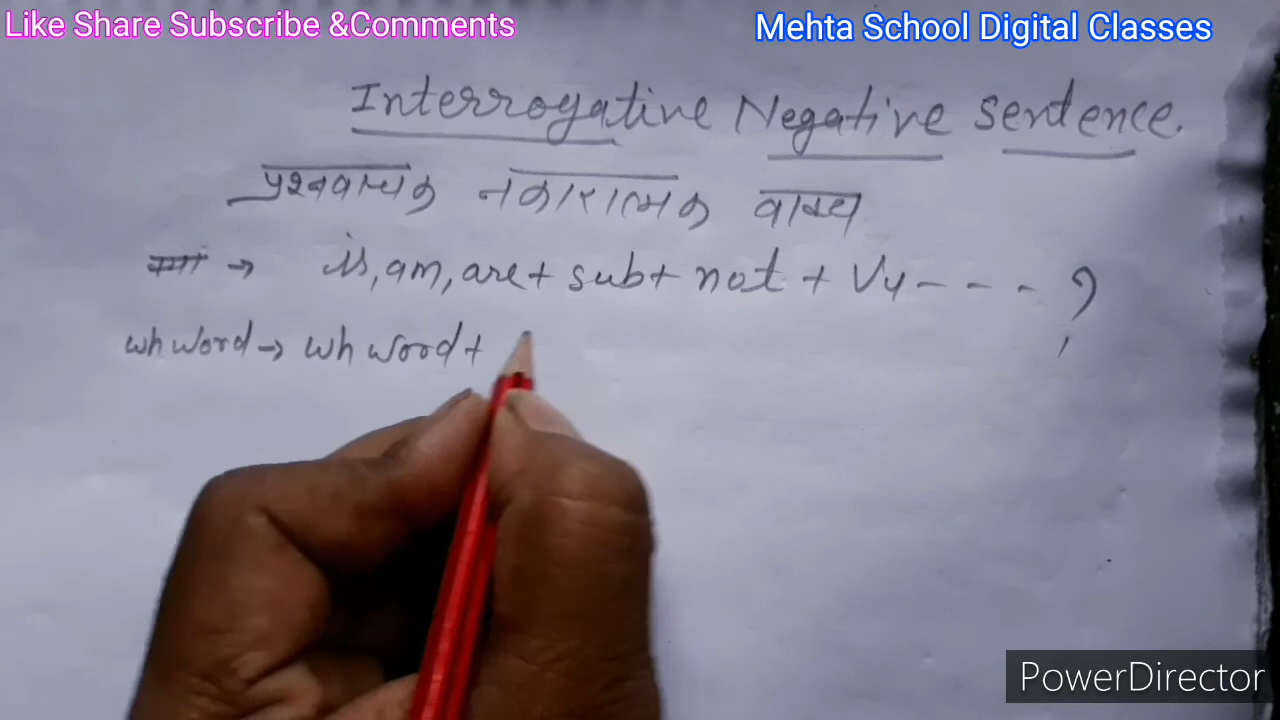 Like Share Subscribe &Comments
Mehta School Digital Classes
Interrogative Negative Sentence.
प्रश्नवाचक नकारात्मक वाक्य
क्या → is, am, are + sub + not + V4 - - - - ?
wh word → wh word +
PowerDirector